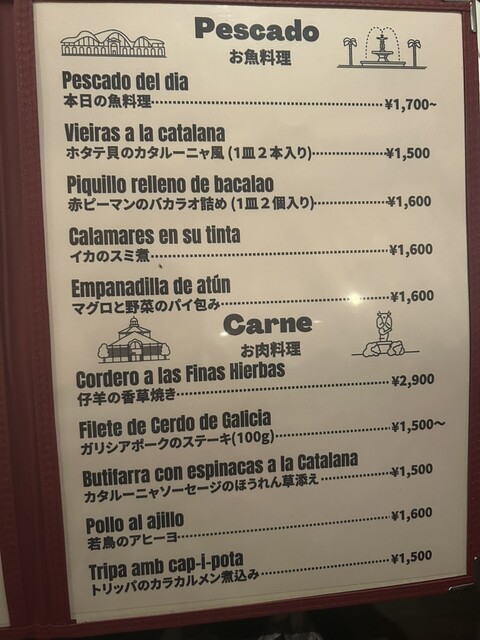 Pescado
お魚料理
Pescado del dia
本日の魚料理 ¥1,700~
Vieiras a la catalana
ホタテ貝のカタルーニャ風 (1皿2本入り) ¥1,500
Piquillo relleno de bacalao
赤ピーマンのバカラオ詰め (1皿2個入り) ¥1,600
Calamares en su tinta
イカのスミ煮 ¥1,600
Empanadilla de atún
マグロと野菜のパイ包み ¥1,600
Carne
お肉料理
Cordero a las Finas Hierbas
仔羊の香草焼き ¥2,900
Filete de Cerdo de Galicia
ガリシアポークのステーキ(100g) ¥1,500～
Butifarra con espinacas a la Catalana
カタルーニャソーセージのほうれん草添え ¥1,500
Pollo al ajillo
若鳥のアヒーヨ ¥1,600
Tripa amb cap-i-pota
トリッパのカラカルメン煮込み ¥1,500